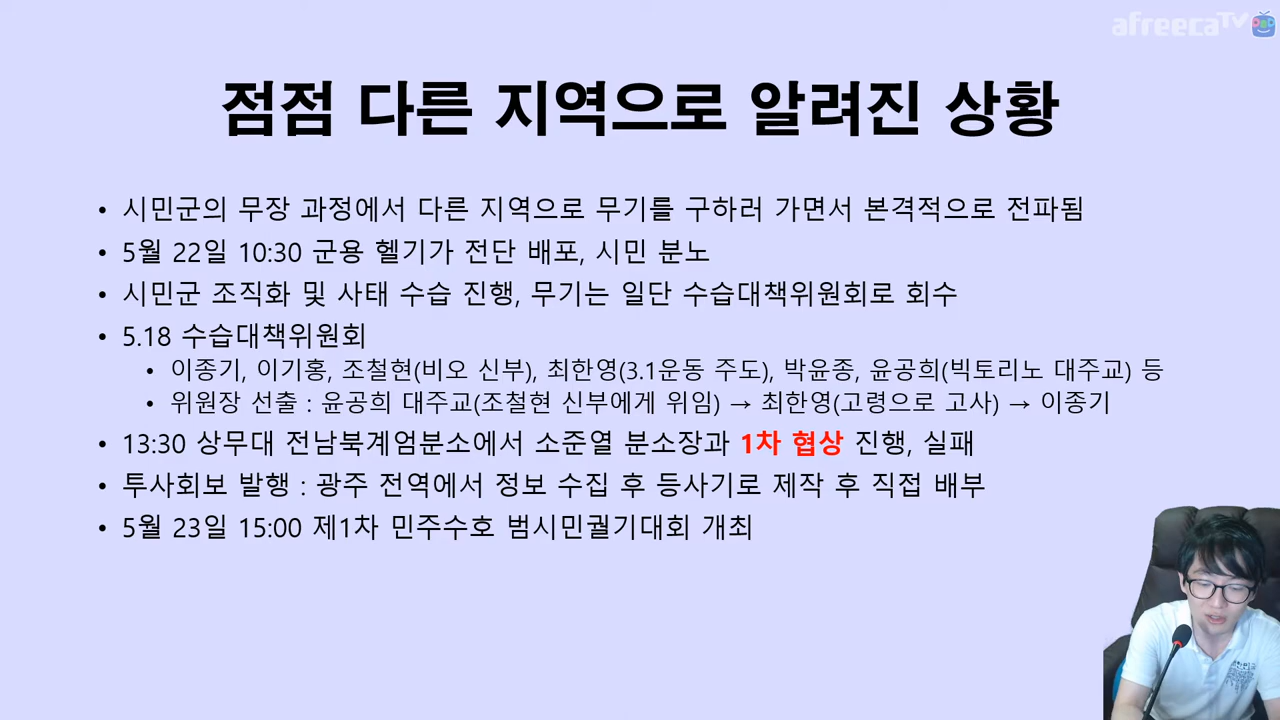 afreecaTV
점점 다른 지역으로 알려진 상황
• 시민군의 무장 과정에서 다른 지역으로 무기를 구하러 가면서 본격적으로 전파됨
• 5월 22일 10:30 군용 헬기가 전단 배포, 시민 분노
• 시민군 조직화 및 사태 수습 진행, 무기는 일단 수습대책위원회로 회수
• 5.18 수습대책위원회
• 이종기, 이기홍, 조철현(비오 신부), 최한영(3.1운동 주도), 박윤종, 윤공희(빅토리노 대주교) 등
• 위원장 선출 : 윤공희 대주교(조철현 신부에게 위임) → 최한영(고령으로 고사) → 이종기
• 13:30 상무대 전남북계엄분소에서 소준열 분소장과 1차 협상 진행, 실패
• 투사회보 발행 : 광주 전역에서 정보 수집 후 등사기로 제작 후 직접 배부
• 5월 23일 15:00 제1차 민주수호 범시민궐기대회 개최